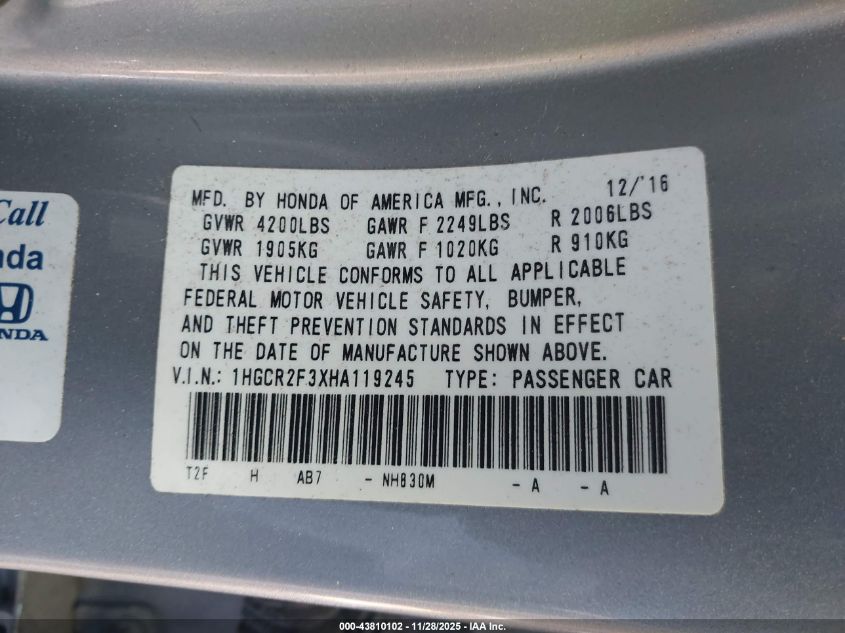 Call
nda
NDA
MFD. BY HONDA OF AMERICA MFG., INC. 12/'16
GVWR 4200LBS GAWR F 2249LBS R 2006LBS
GVWR 1905KG GAWR F 1020KG R 910KG
THIS VEHICLE CONFORMS TO ALL APPLICABLE
FEDERAL MOTOR VEHICLE SAFETY, BUMPER,
AND THEFT PREVENTION STANDARDS IN EFFECT
ON THE DATE OF MANUFACTURE SHOWN ABOVE.
V.I.N.: 1HGCR2F3XHA119245 TYPE: PASSENGER CAR
T2F H AB7 - NH830M - A - A
000-43810102 - 11/28/2025 - IAA Inc.